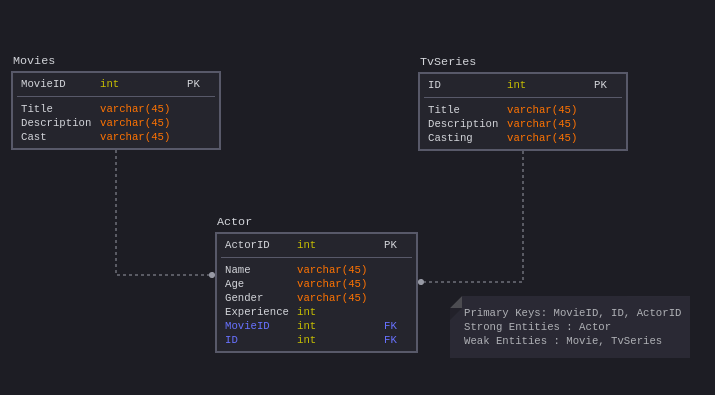 Movies
MovieID int PK
Title varchar(45)
Description varchar(45)
Cast varchar(45)
TvSeries
ID int PK
Title varchar(45)
Description varchar(45)
Casting varchar(45)
Actor
ActorID int PK
Name varchar(45)
Age varchar(45)
Gender varchar(45)
Experience int
MovieID int FK
ID int FK
Primary Keys: MovieID, ID, ActorID
Strong Entities : Actor
Weak Entities : Movie, TvSeries